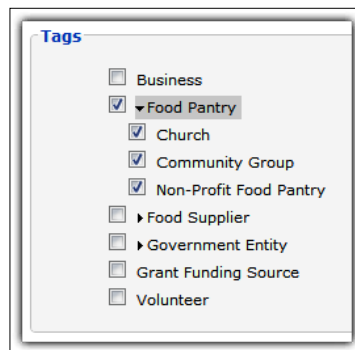 Tags
Business
Food Pantry
Church
Community Group
Non-Profit Food Pantry
Food Supplier
Government Entity
Grant Funding Source
Volunteer